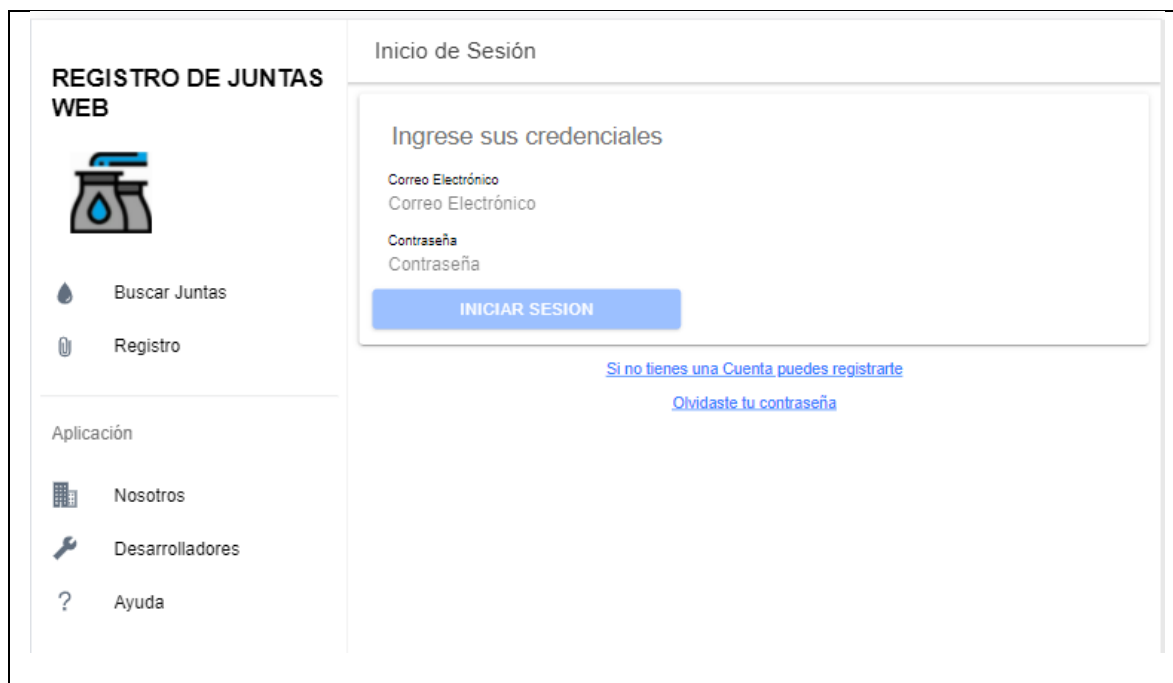 REGISTRO DE JUNTAS
WEB
Buscar Juntas
Registro
Aplicación
Nosotros
Desarrolladores
? Ayuda
Inicio de Sesión
Ingrese sus credenciales
Correo Electrónico
Correo Electrónico
Contraseña
Contraseña
INICIAR SESION
Si no tienes una Cuenta puedes registrarte
Olvidaste tu contraseña